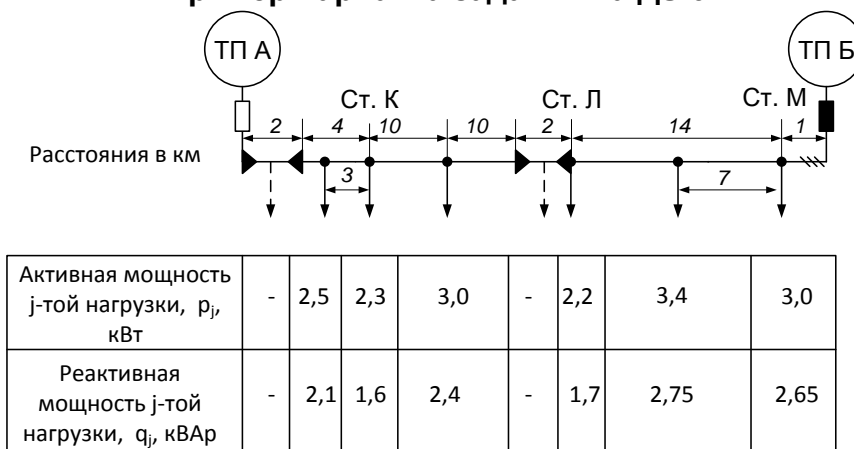 ТП А
ТП Б
Ст. К
Ст. Л
Ст. М
2
4
10
10
2
14
1
Расстояния в км
3
7
Активная мощность
j-той нагрузки, pj,
кВт
-
2,5
2,3
3,0
-
2,2
3,4
3,0
Реактивная
мощность j-той
нагрузки, qj, кВАр
-
2,1
1,6
2,4
-
1,7
2,75
2,65